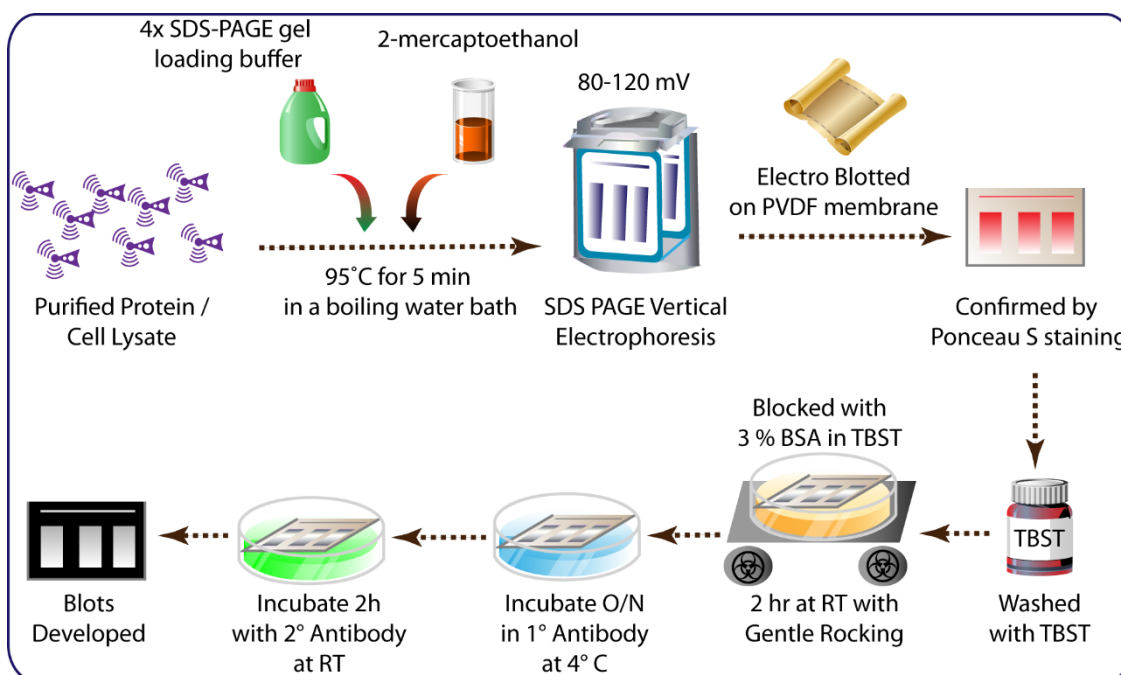 4x SDS-PAGE gel
loading buffer
2-mercaptoethanol
80-120 mV
Electro Blotted
on PVDF membrane
95˚C for 5 min
in a boiling water bath
Purified Protein /
Cell Lysate
SDS PAGE Vertical
Electrophoresis
Confirmed by
Ponceau S staining
Blocked with
3 % BSA in TBST
TBST
Washed
with TBST
2 hr at RT with
Gentle Rocking
Incubate O/N
in 1° Antibody
at 4° C
Incubate 2h
with 2° Antibody
at RT
Blots
Developed